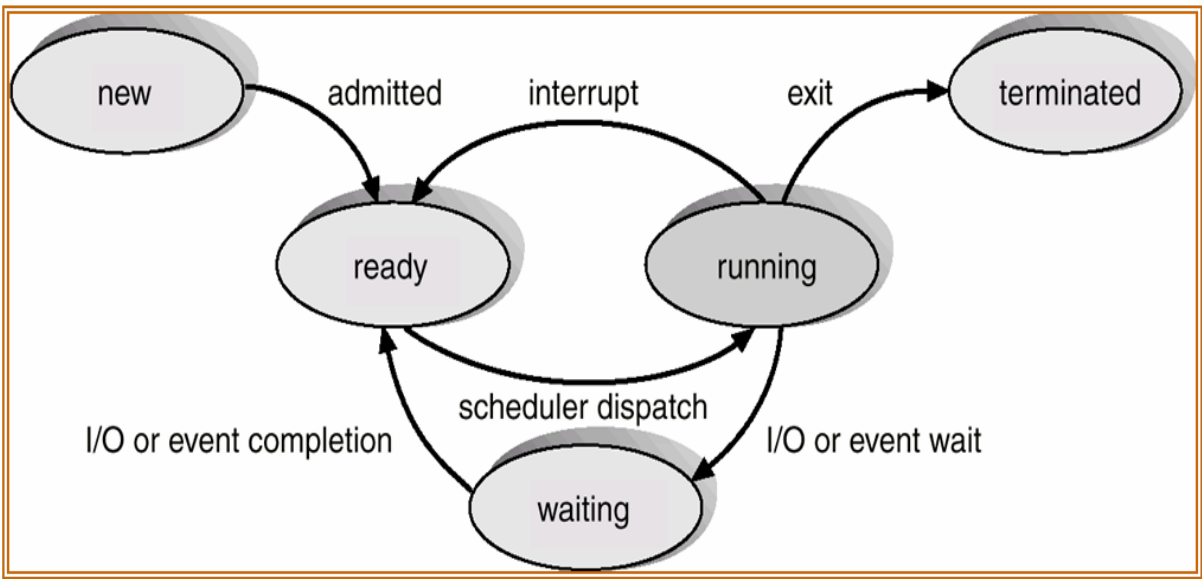 new
admitted
interrupt
exit
terminated
ready
running
scheduler dispatch
I/O or event completion
I/O or event wait
waiting